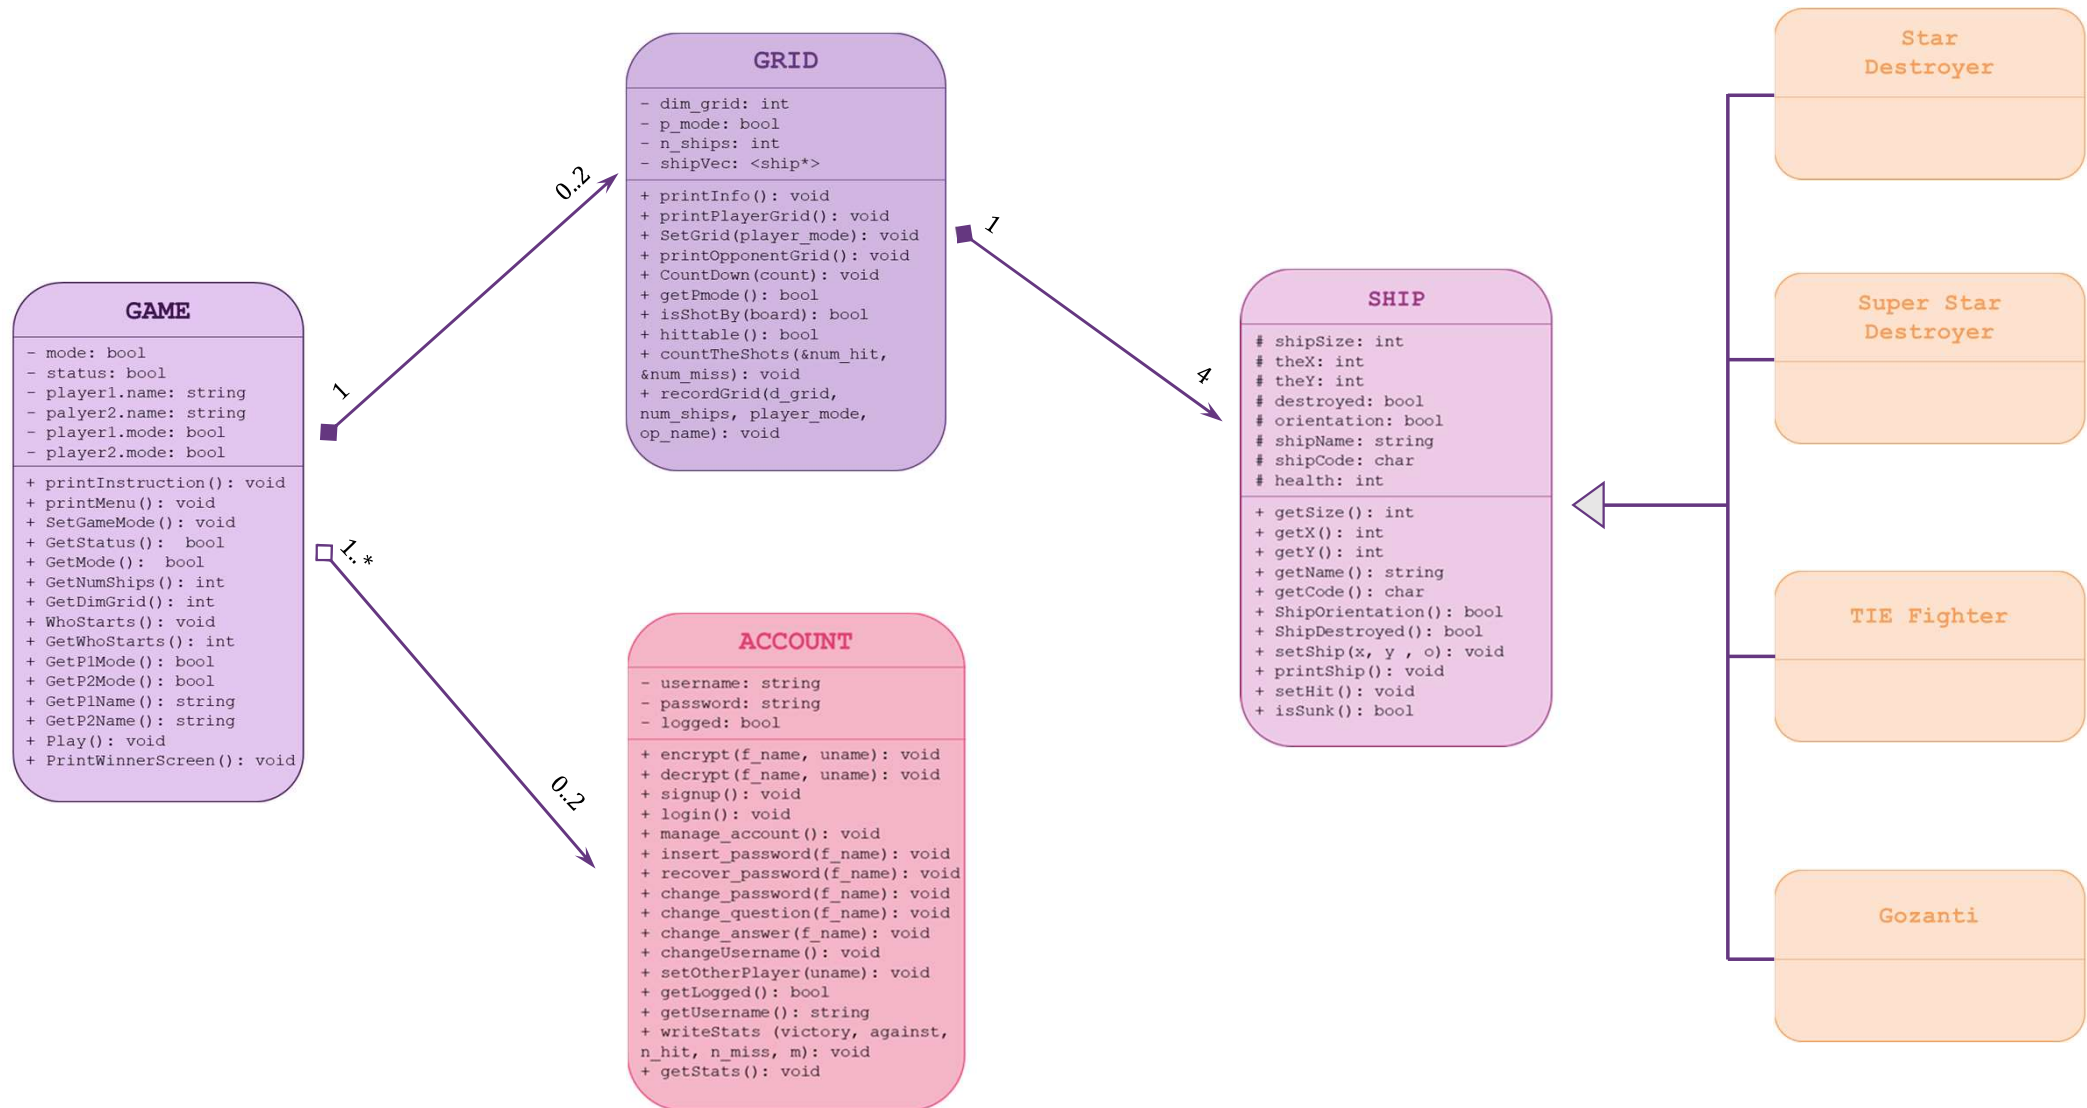 GAME
- mode: bool
- status: bool
- player1.name: string
- palyer2.name: string
- player1.mode: bool
- player2.mode: bool
+ printInstruction(): void
+ printMenu(): void
+ SetGameMode(): void
+ GetStatus():  bool
+ GetMode():  bool
+ GetNumShips(): int
+ GetDimGrid(): int
+ WhoStarts(): void
+ GetWhoStarts(): int
+ GetP1Mode(): bool
+ GetP2Mode(): bool
+ GetP1Name(): string
+ GetP2Name(): string
+ Play(): void
+ PrintWinnerScreen(): void
1
0..2
1..*
0..2
GRID
- dim_grid: int
- p_mode: bool
- n_ships: int
- shipVec: <ship*>
+ printInfo(): void
+ printPlayerGrid(): void
+ SetGrid(player_mode): void
+ printOpponentGrid(): void
+ CountDown(count): void
+ getPmode(): bool
+ isShotBy(board): bool
+ hittable(): bool
+ countTheShots(&num_hit,
&num_miss): void
+ recordGrid(d_grid,
num_ships, player_mode,
op_name): void
1
4
ACCOUNT
- username: string
- password: string
- logged: bool
+ encrypt(f_name, uname): void
+ decrypt(f_name, uname): void
+ signup(): void
+ login(): void
+ manage_account(): void
+ insert_password(f_name): void
+ recover_password(f_name): void
+ change_password(f_name): void
+ change_question(f_name): void
+ change_answer(f_name): void
+ changeUsername(): void
+ setOtherPlayer(uname): void
+ getLogged(): bool
+ getUsername(): string
+ writeStats (victory, against,
n_hit, n_miss, m): void
+ getStats(): void
SHIP
# shipSize: int
# theX: int
# theY: int
# destroyed: bool
# orientation: bool
# shipName: string
# shipCode: char
# health: int
+ getSize(): int
+ getX(): int
+ getY(): int
+ getName(): string
+ getCode(): char
+ ShipOrientation(): bool
+ ShipDestroyed(): bool
+ setShip(x, y , o): void
+ printShip(): void
+ setHit(): void
+ isSunk(): bool
Star
Destroyer
Super Star
Destroyer
TIE Fighter
Gozanti